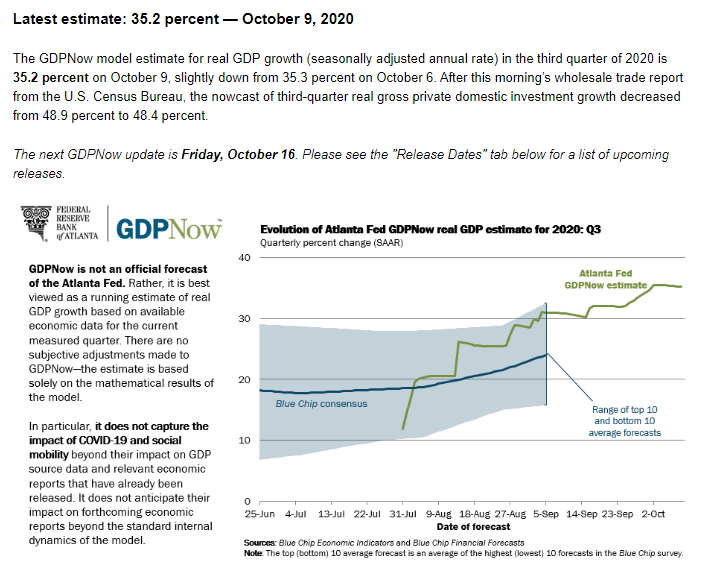 Latest estimate: 35.2 percent — October 9, 2020
The GDPNow model estimate for real GDP growth (seasonally adjusted annual rate) in the third quarter of 2020 is
35.2 percent on October 9, slightly down from 35.3 percent on October 6. After this morning's wholesale trade report
from the U.S. Census Bureau, the nowcast of third-quarter real gross private domestic investment growth decreased
from 48.9 percent to 48.4 percent.
The next GDPNow update is Friday, October 16. Please see the "Release Dates" tab below for a list of upcoming
releases.
FEDERAL
RESERVE
BANK
of ATLANTA
GDPNow™
GDPNow is not an official forecast
of the Atlanta Fed. Rather, it is best
viewed as a running estimate of real
GDP growth based on available
economic data for the current
measured quarter. There are no
subjective adjustments made to
GDPNow—the estimate is based
solely on the mathematical results of
the model.
In particular, it does not capture the
impact of COVID-19 and social
mobility beyond their impact on GDP
source data and relevant economic
reports that have already been
released. It does not anticipate their
impact on forthcoming economic
reports beyond the standard internal
dynamics of the model.
Evolution of Atlanta Fed GDPNow real GDP estimate for 2020: Q3
Quarterly percent change (SAAR)
40
30
20
10
0
Atlanta Fed
GDPNow estimate
Blue Chip consensus
Range of top 10
and bottom 10
average forecasts
25-Jun 4-Jul 13-Jul 22-Jul 31-Jul 9-Aug 18-Aug 27-Aug 5-Sep 14-Sep 23-Sep 2-Oct
Date of forecast
Sources: Blue Chip Economic Indicators and Blue Chip Financial Forecasts
Note: The top (bottom) 10 average forecast is an average of the highest (lowest) 10 forecasts in the Blue Chip survey.